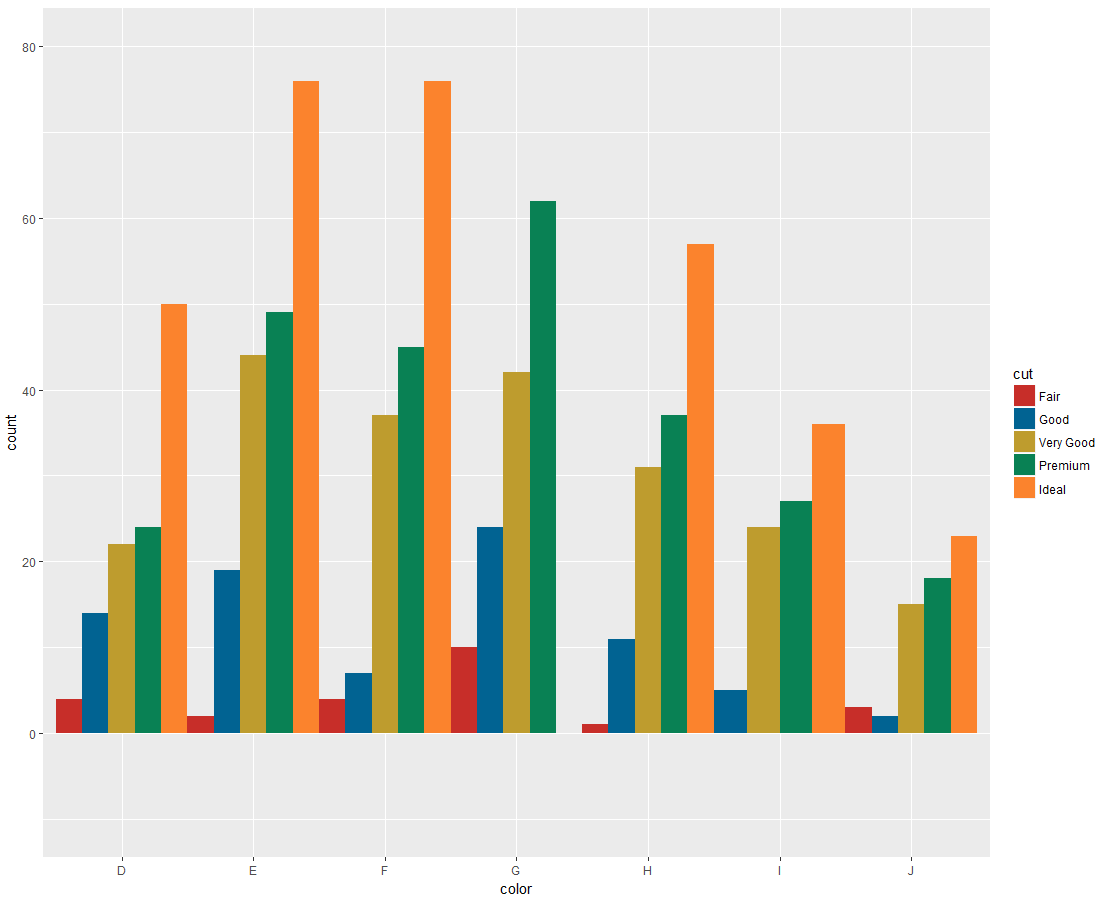 80
60
40
20
0
count
D E F G H I J
color
cut
Fair
Good
Very Good
Premium
Ideal